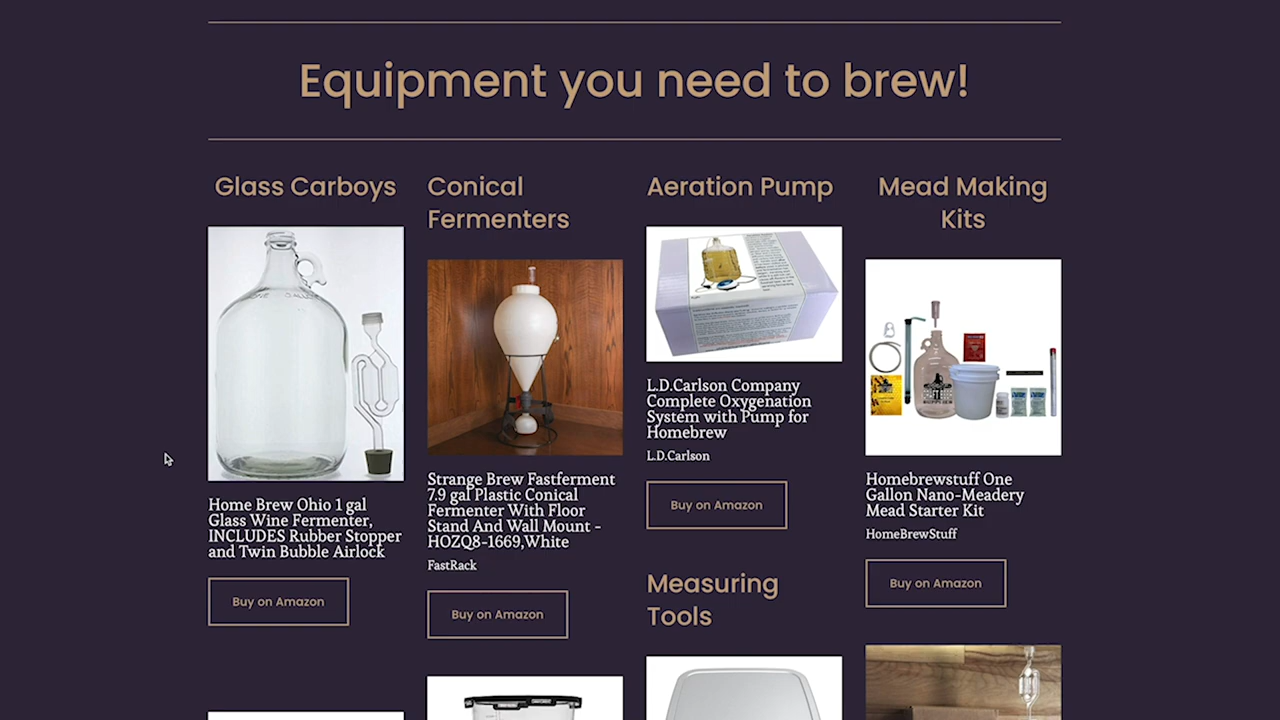 Equipment you need to brew!
Glass Carboys
Home Brew Ohio 1 gal
Glass Wine Fermenter,
INCLUDES Rubber Stopper
and Twin Bubble Airlock
Buy on Amazon
Conical
Fermenters
Strange Brew Fastferment
7.9 gal Plastic Conical
Fermenter With Floor
Stand And Wall Mount -
HOZQ8-1669,White
FastRack
Buy on Amazon
Aeration Pump
L.D.Carlson Company
Complete Oxygenation
System with Pump for
Homebrew
L.D.Carlson
Buy on Amazon
Measuring
Tools
Mead Making
Kits
Homebrewstuff One
Gallon Nano-Meadery
Mead Starter Kit
HomeBrewStuff
Buy on Amazon